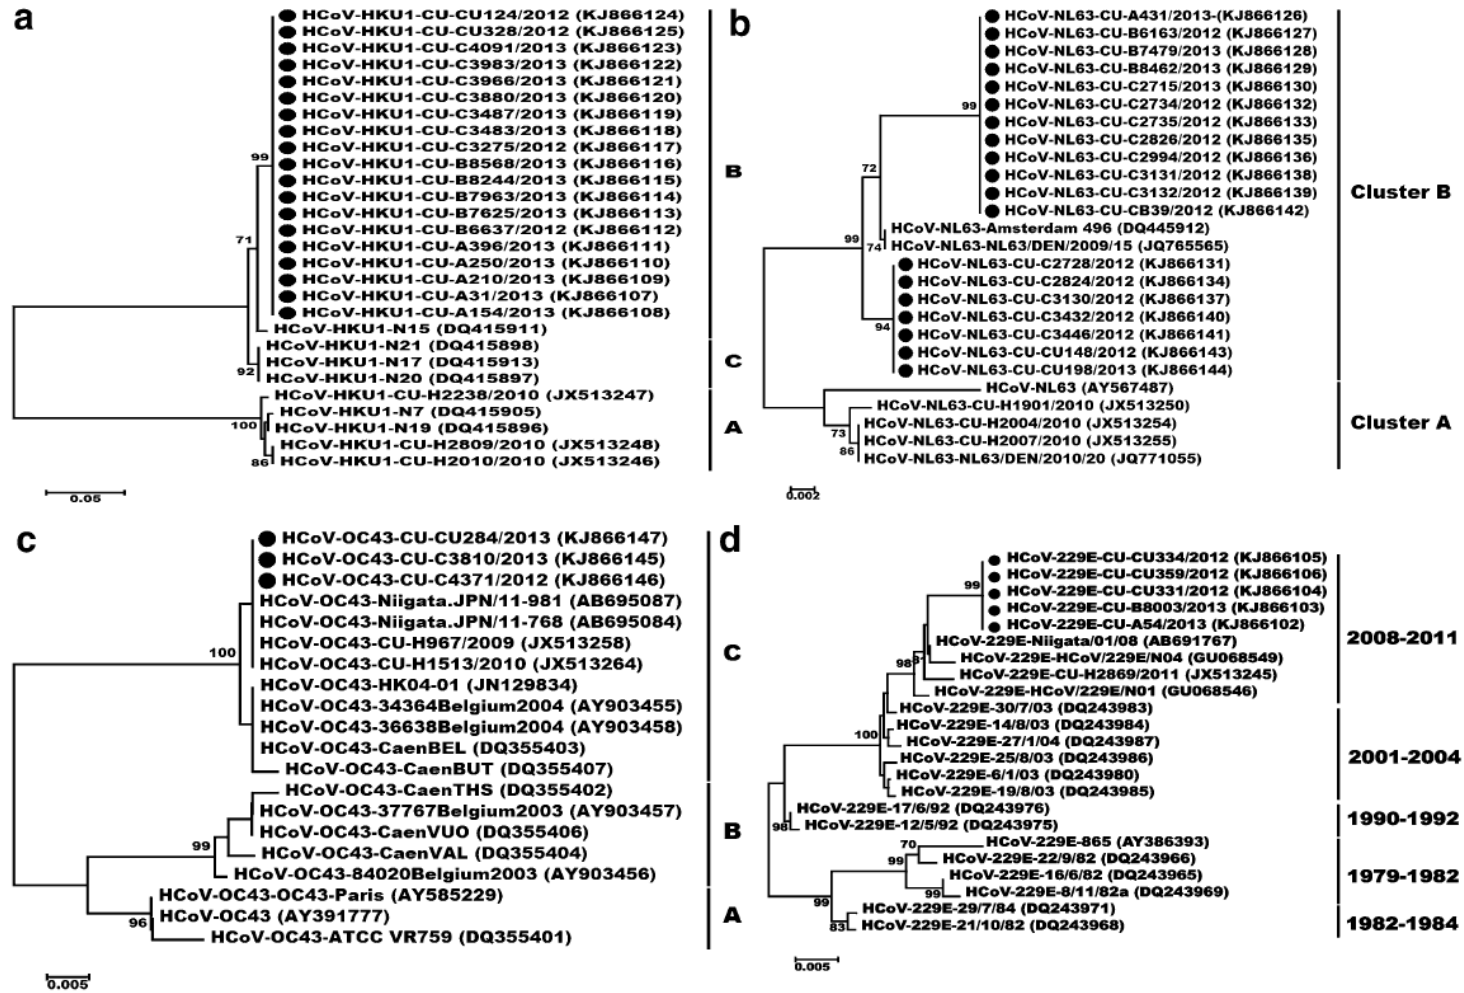 a
HCoV-HKU1-CU-CU124/2012 (KJ866124)
HCoV-HKU1-CU-CU328/2012 (KJ866125)
HCoV-HKU1-CU-C4091/2013 (KJ866123)
HCoV-HKU1-CU-C3983/2013 (KJ866122)
HCoV-HKU1-CU-C3966/2013 (KJ866121)
HCoV-HKU1-CU-C3880/2013 (KJ866120)
HCoV-HKU1-CU-C3487/2013 (KJ866119)
HCoV-HKU1-CU-C3483/2013 (KJ866118)
HCoV-HKU1-CU-C3275/2012 (KJ866117)
99
HCoV-HKU1-CU-B8568/2013 (KJ866116)
B
HCoV-HKU1-CU-B8244/2013 (KJ866115)
HCoV-HKU1-CU-B7963/2013 (KJ866114)
HCoV-HKU1-CU-B7625/2013 (KJ866113)
HCoV-HKU1-CU-B6637/2012 (KJ866112)
71
HCoV-HKU1-CU-A396/2013 (KJ866111)
HCoV-HKU1-CU-A250/2013 (KJ866110)
HCoV-HKU1-CU-A210/2013 (KJ866109)
HCoV-HKU1-CU-A31/2013 (KJ866107)
HCoV-HKU1-CU-A154/2013 (KJ866108)
HCoV-HKU1-N15 (DQ415911)
HCoV-HKU1-N21 (DQ415898)
HCoV-HKU1-N17 (DQ415913)
C
92
HCoV-HKU1-N20 (DQ415897)
HCoV-HKU1-CU-H2238/2010 (JX513247)
HCoV-HKU1-N7 (DQ415905)
100
HCoV-HKU1-N19 (DQ415896)
A
HCoV-HKU1-CU-H2809/2010 (JX513248)
86
HCoV-HKU1-CU-H2010/2010 (JX513246)
0.05
b
HCoV-NL63-CU-A431/2013-(KJ866126)
HCoV-NL63-CU-B6163/2012 (KJ866127)
HCoV-NL63-CU-B7479/2013 (KJ866128)
HCoV-NL63-CU-B8462/2013 (KJ866129)
HCoV-NL63-CU-C2715/2013 (KJ866130)
99
HCoV-NL63-CU-C2734/2012 (KJ866132)
HCoV-NL63-CU-C2735/2012 (KJ866133)
HCoV-NL63-CU-C2826/2012 (KJ866135)
HCoV-NL63-CU-C2994/2012 (KJ866136)
72
HCoV-NL63-CU-C3131/2012 (KJ866138)
HCoV-NL63-CU-C3132/2012 (KJ866139)
Cluster B
HCoV-NL63-CU-CB39/2012 (KJ866142)
HCoV-NL63-Amsterdam 496 (DQ445912)
99
74
HCoV-NL63-NL63/DEN/2009/15 (JQ765565)
HCoV-NL63-CU-C2728/2012 (KJ866131)
HCoV-NL63-CU-C2824/2012 (KJ866134)
HCoV-NL63-CU-C3130/2012 (KJ866137)
HCoV-NL63-CU-C3432/2012 (KJ866140)
94
HCoV-NL63-CU-C3446/2012 (KJ866141)
HCoV-NL63-CU-CU148/2012 (KJ866143)
HCoV-NL63-CU-CU198/2013 (KJ866144)
HCoV-NL63 (AY567487)
HCoV-NL63-CU-H1901/2010 (JX513250)
HCoV-NL63-CU-H2004/2010 (JX513254)
Cluster A
73
HCoV-NL63-CU-H2007/2010 (JX513255)
86
HCoV-NL63-NL63/DEN/2010/20 (JQ771055)
0.002
c
HCoV-OC43-CU-CU284/2013 (KJ866147)
HCoV-OC43-CU-C3810/2013 (KJ866145)
HCoV-OC43-CU-C4371/2012 (KJ866146)
HCoV-OC43-Niigata.JPN/11-981 (AB695087)
HCoV-OC43-Niigata.JPN/11-768 (AB695084)
HCoV-OC43-CU-H967/2009 (JX513258)
100
C
HCoV-OC43-CU-H1513/2010 (JX513264)
HCoV-OC43-HK04-01 (JN129834)
HCoV-OC43-34364Belgium2004 (AY903455)
HCoV-OC43-36638Belgium2004 (AY903458)
HCoV-OC43-CaenBEL (DQ355403)
HCoV-OC43-CaenBUT (DQ355407)
HCoV-OC43-CaenTHS (DQ355402)
HCoV-OC43-37767Belgium2003 (AY903457)
HCoV-OC43-CaenVUO (DQ355406)
B
99
HCoV-OC43-CaenVAL (DQ355404)
HCoV-OC43-84020Belgium2003 (AY903456)
HCoV-OC43-OC43-Paris (AY585229)
HCoV-OC43 (AY391777)
A
96
HCoV-OC43-ATCC VR759 (DQ355401)
0.005
d
HCoV-229E-CU-CU334/2012 (KJ866105)
HCoV-229E-CU-CU359/2012 (KJ866106)
99
HCoV-229E-CU-CU331/2012 (KJ866104)
HCoV-229E-CU-B8003/2013 (KJ866103)
HCoV-229E-CU-A54/2013 (KJ866102)
HCoV-229E-Niigata/01/08 (AB691767)
2008-2011
98
HCoV-229E-HCoV/229E/N04 (GU068549)
HCoV-229E-CU-H2869/2011 (JX513245)
HCoV-229E-HCoV/229E/N01 (GU068546)
HCoV-229E-30/7/03 (DQ243983)
HCoV-229E-14/8/03 (DQ243984)
100
HCoV-229E-27/1/04 (DQ243987)
HCoV-229E-25/8/03 (DQ243986)
2001-2004
HCoV-229E-6/1/03 (DQ243980)
HCoV-229E-19/8/03 (DQ243985)
HCoV-229E-17/6/92 (DQ243976)
1990-1992
98
HCoV-229E-12/5/92 (DQ243975)
HCoV-229E-865 (AY386393)
70
HCoV-229E-22/9/82 (DQ243966)
99
HCoV-229E-16/6/82 (DQ243965)
1979-1982
99
HCoV-229E-8/11/82a (DQ243969)
99
HCoV-229E-29/7/84 (DQ243971)
83
HCoV-229E-21/10/82 (DQ243968)
1982-1984
0.005